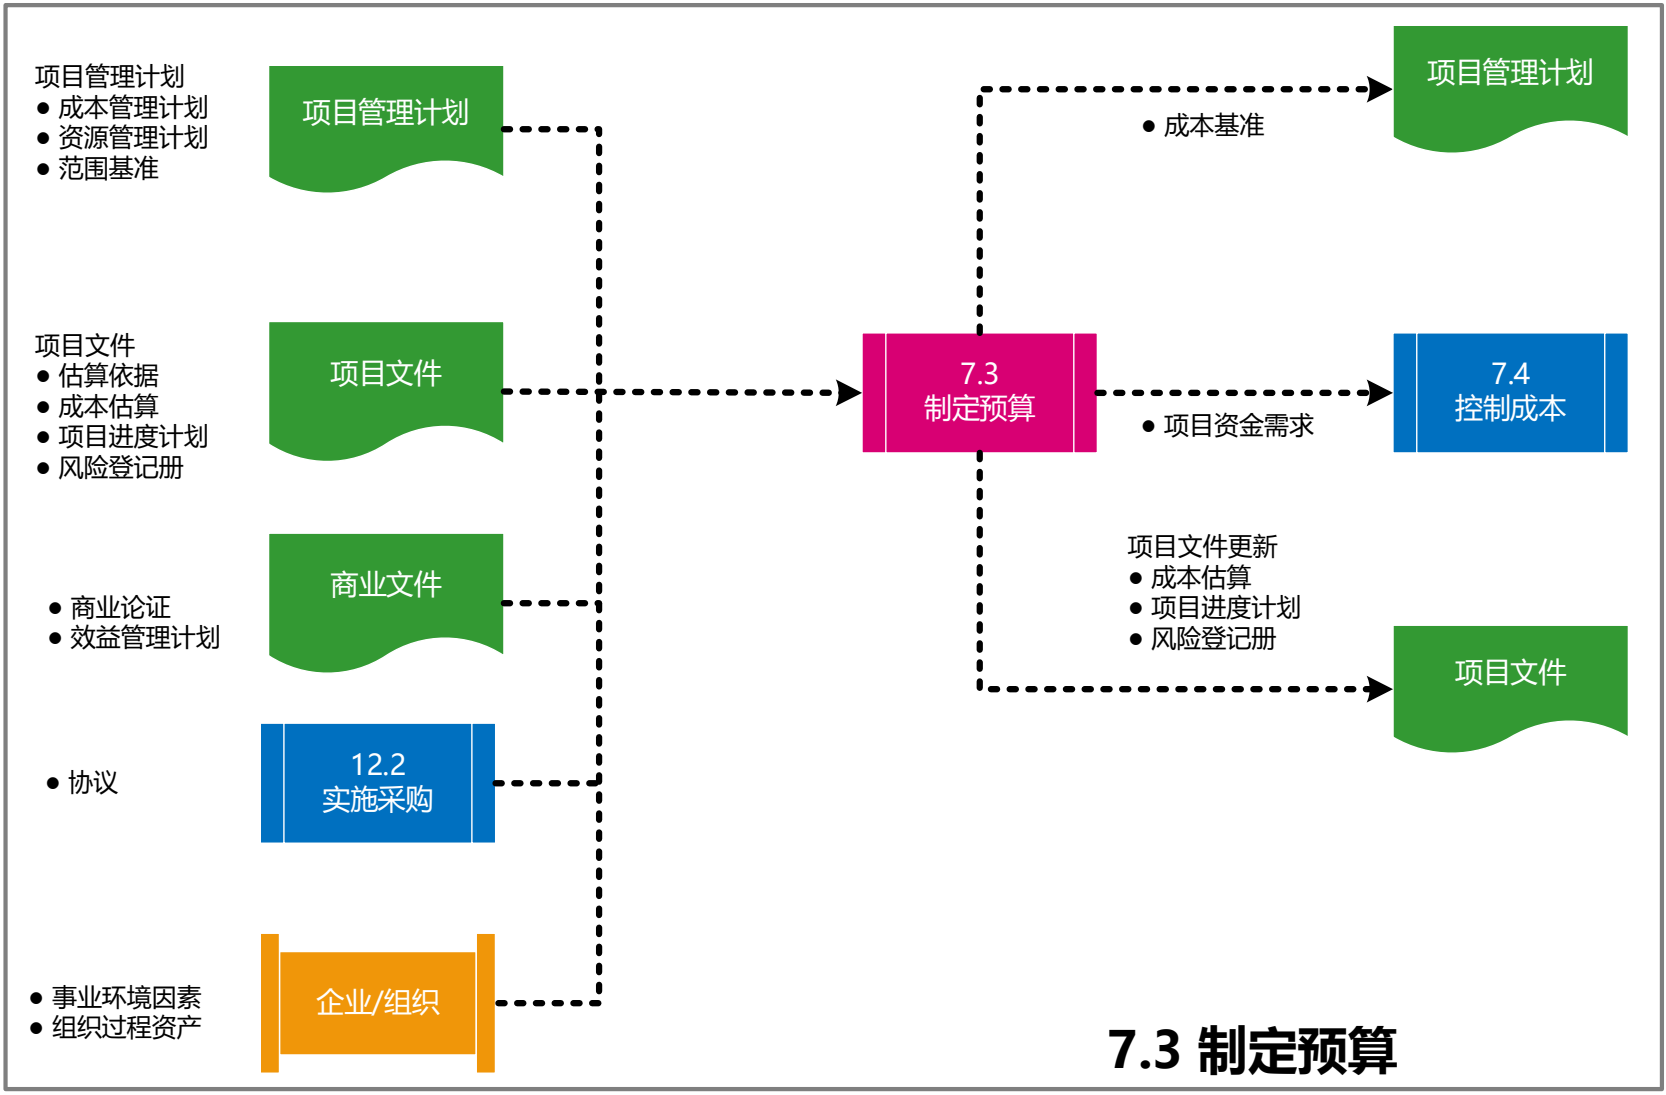 项目管理计划
● 成本管理计划
● 资源管理计划
● 范围基准
项目管理计划
项目文件
● 估算依据
● 成本估算
● 项目进度计划
● 风险登记册
项目文件
● 商业论证
● 效益管理计划
商业文件
● 协议
12.2
实施采购
● 事业环境因素
● 组织过程资产
企业/组织
7.3
制定预算
● 成本基准
项目管理计划
● 项目资金需求
7.4
控制成本
项目文件更新
● 成本估算
● 项目进度计划
● 风险登记册
项目文件
7.3 制定预算